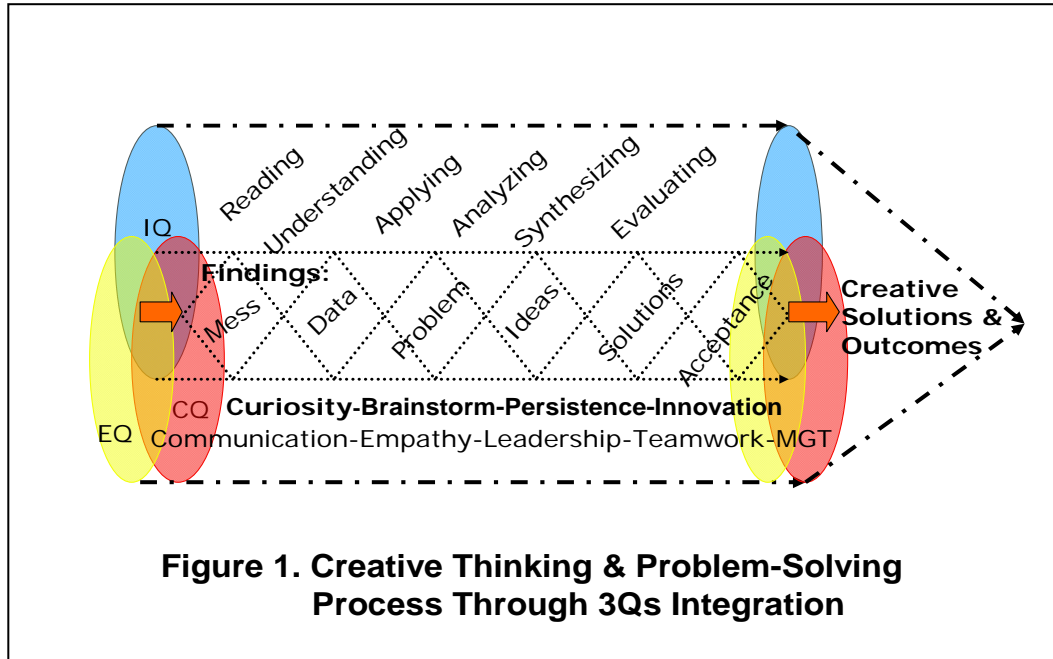 Reading
Understanding
Applying
Analyzing
Synthesizing
Evaluating
IQ
Findings:
Mess
Data
Problem
Ideas
Solutions
Acceptance
Creative
Solutions &
Outcomes
CQ
EQ
Curiosity-Brainstorm-Persistence-Innovation
Communication-Empathy-Leadership-Teamwork-MGT
Figure 1. Creative Thinking & Problem-Solving
Process Through 3Qs Integration